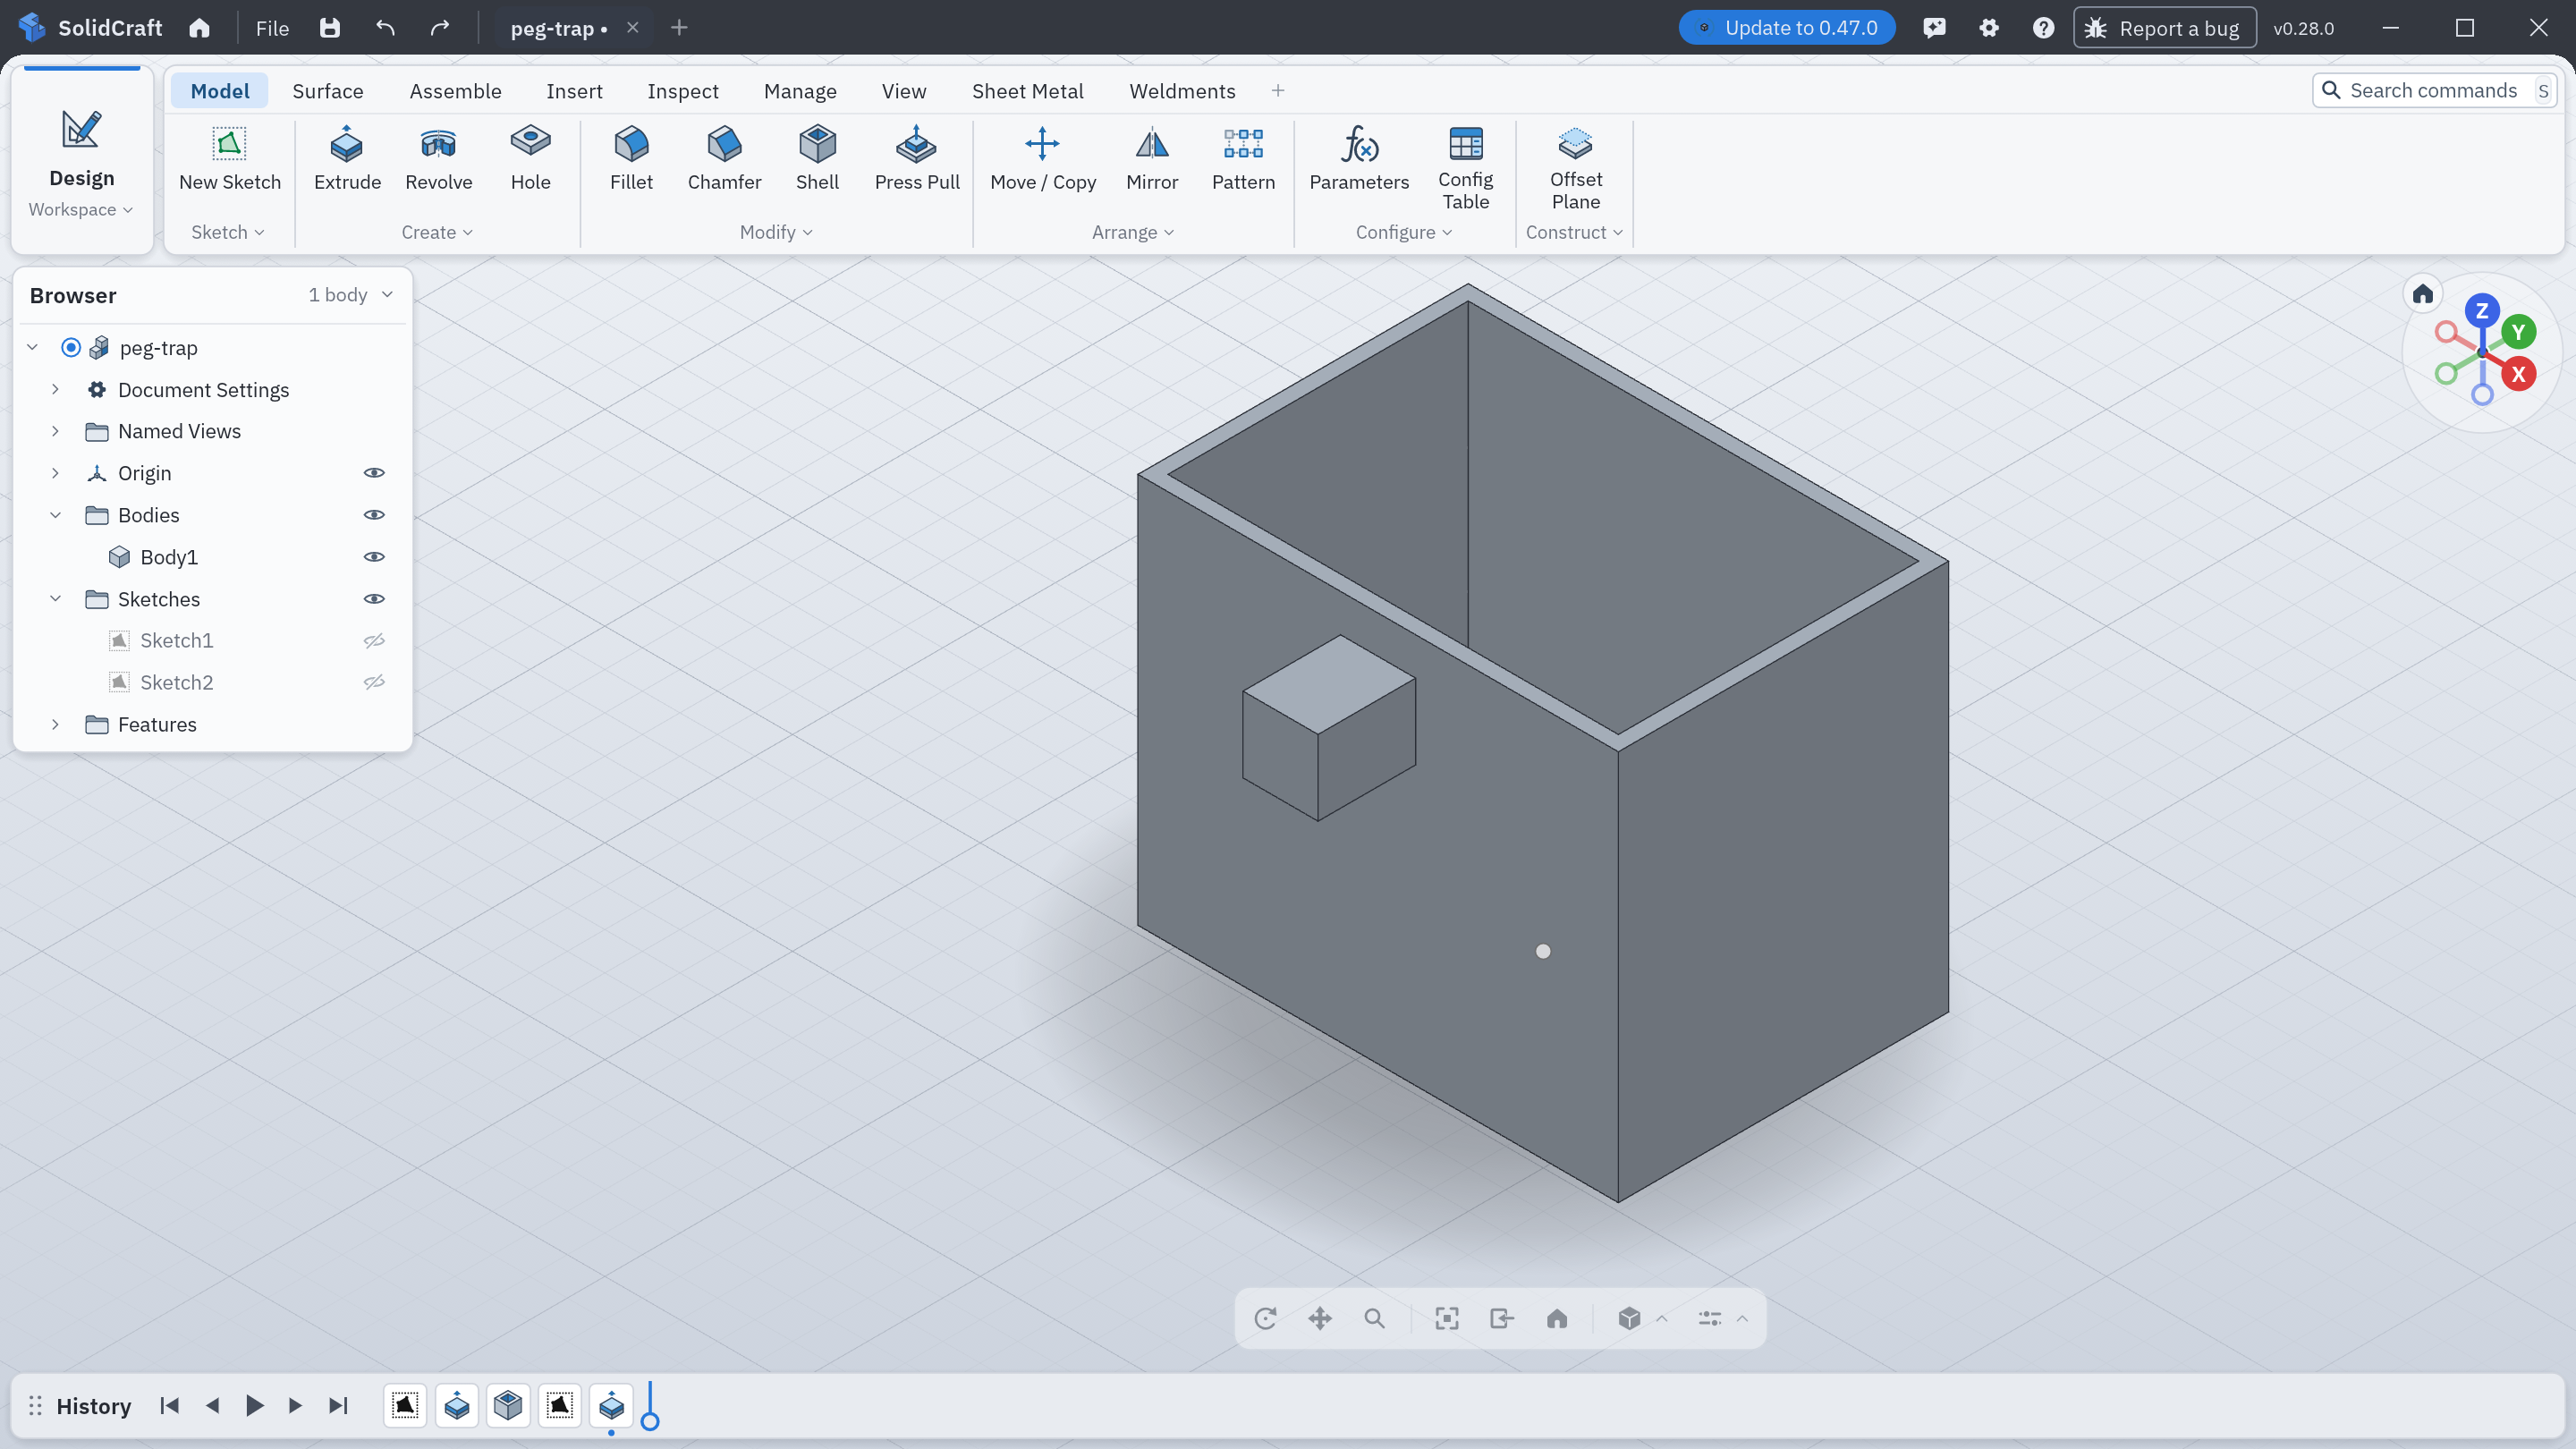 SolidCraft File peg-trap • Update to 0.47.0 Report a bug v0.28.0
Model Surface Assemble Insert Inspect Manage View Sheet Metal Weldments Search commands S
Design
Workspace
New Sketch Extrude Revolve Hole Fillet Chamfer Shell Press Pull Move / Copy Mirror Pattern Parameters Config Table Offset Plane
Sketch Create Modify Arrange Configure Construct
Browser 1 body
peg-trap
Document Settings
Named Views
Origin
Bodies
Body1
Sketches
Sketch1
Sketch2
Features
Z
Y
X
History